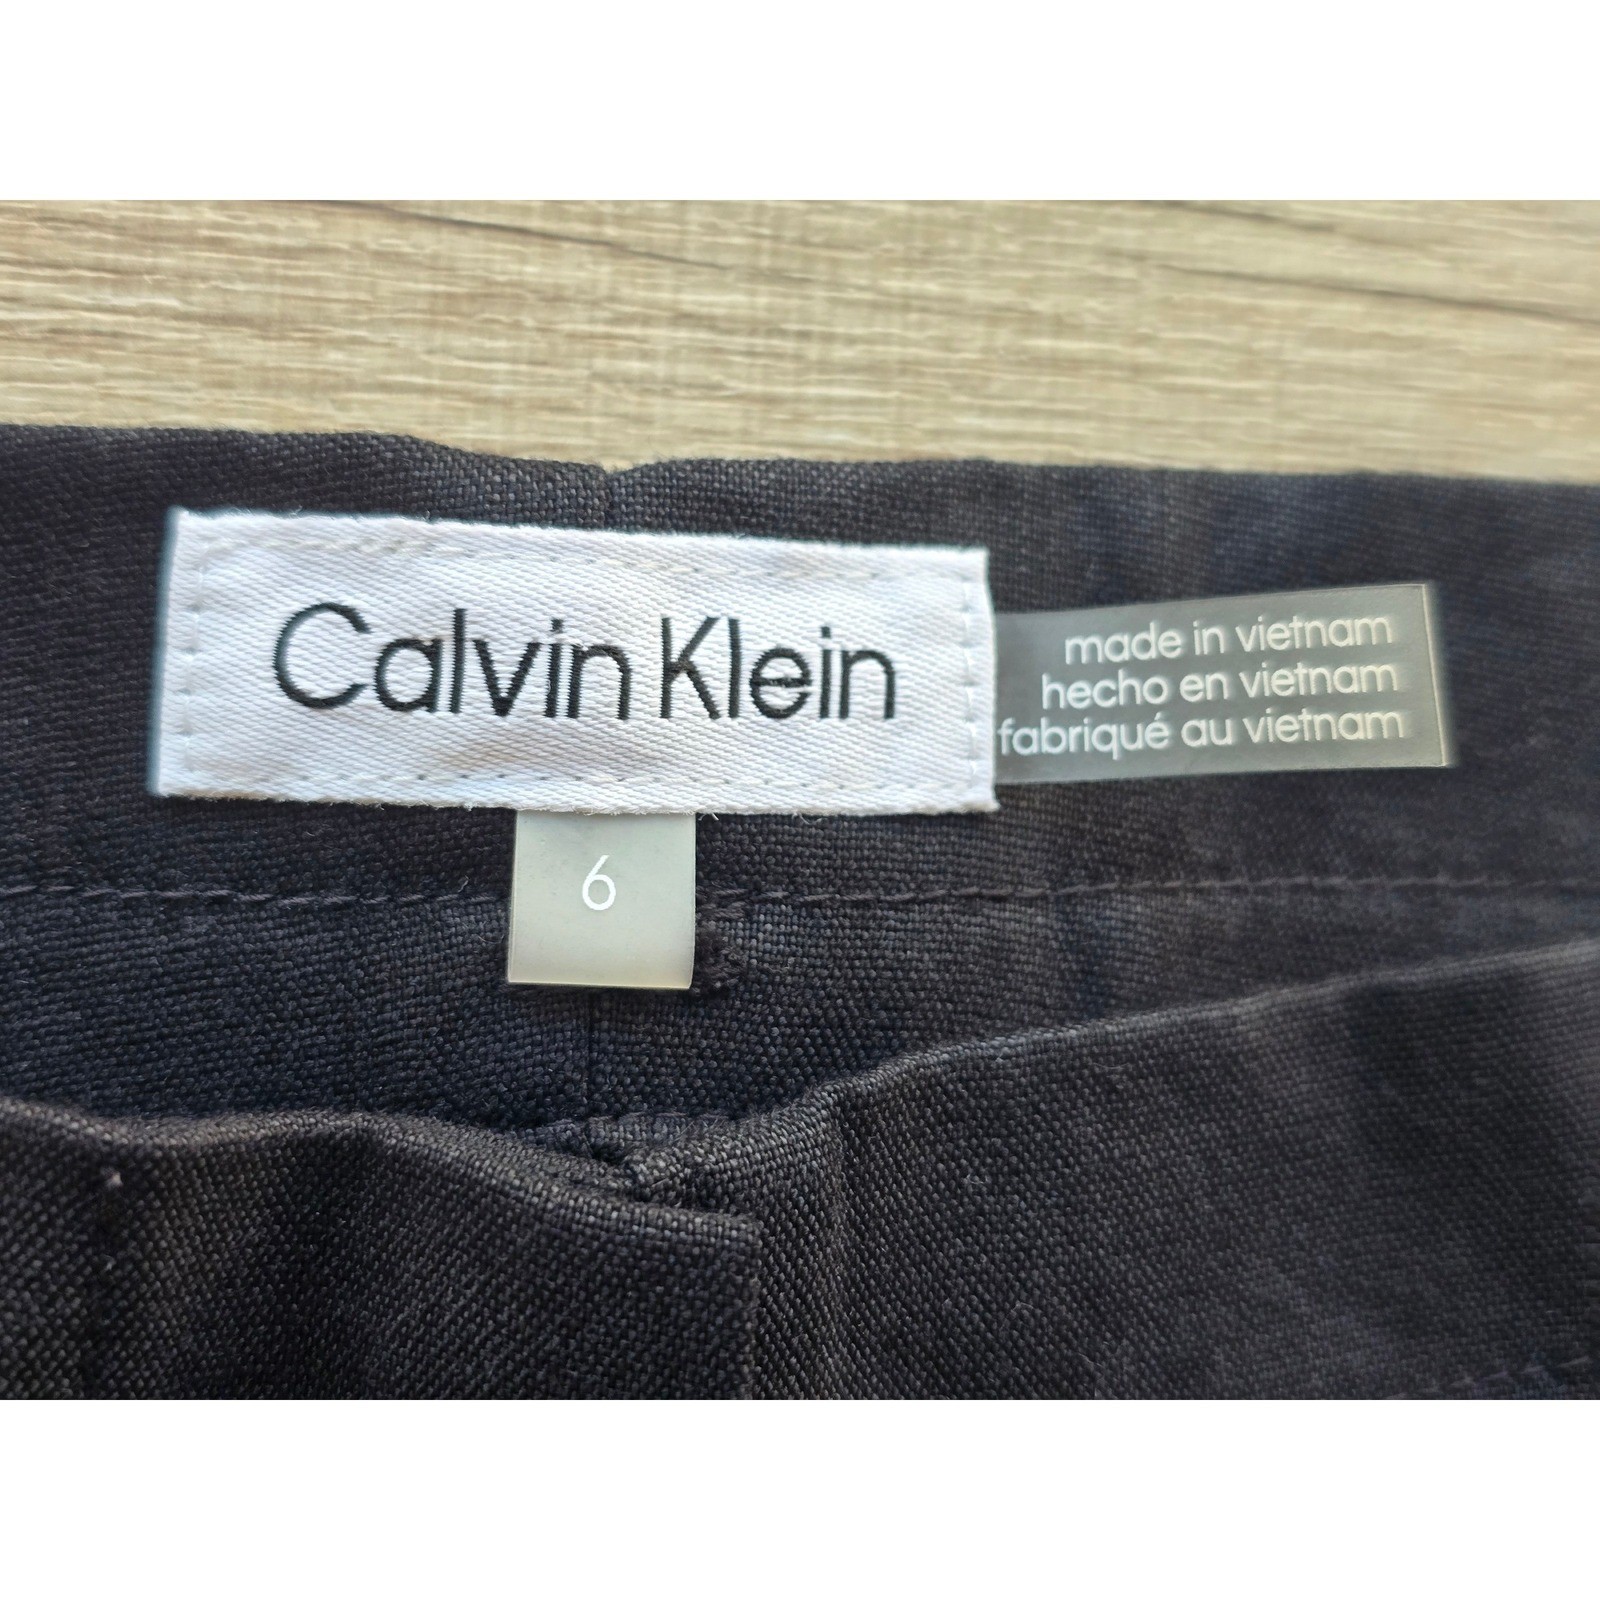 Calvin Klein
made in vietnam
hecho en vietnam
fabriqué au vietnam
6